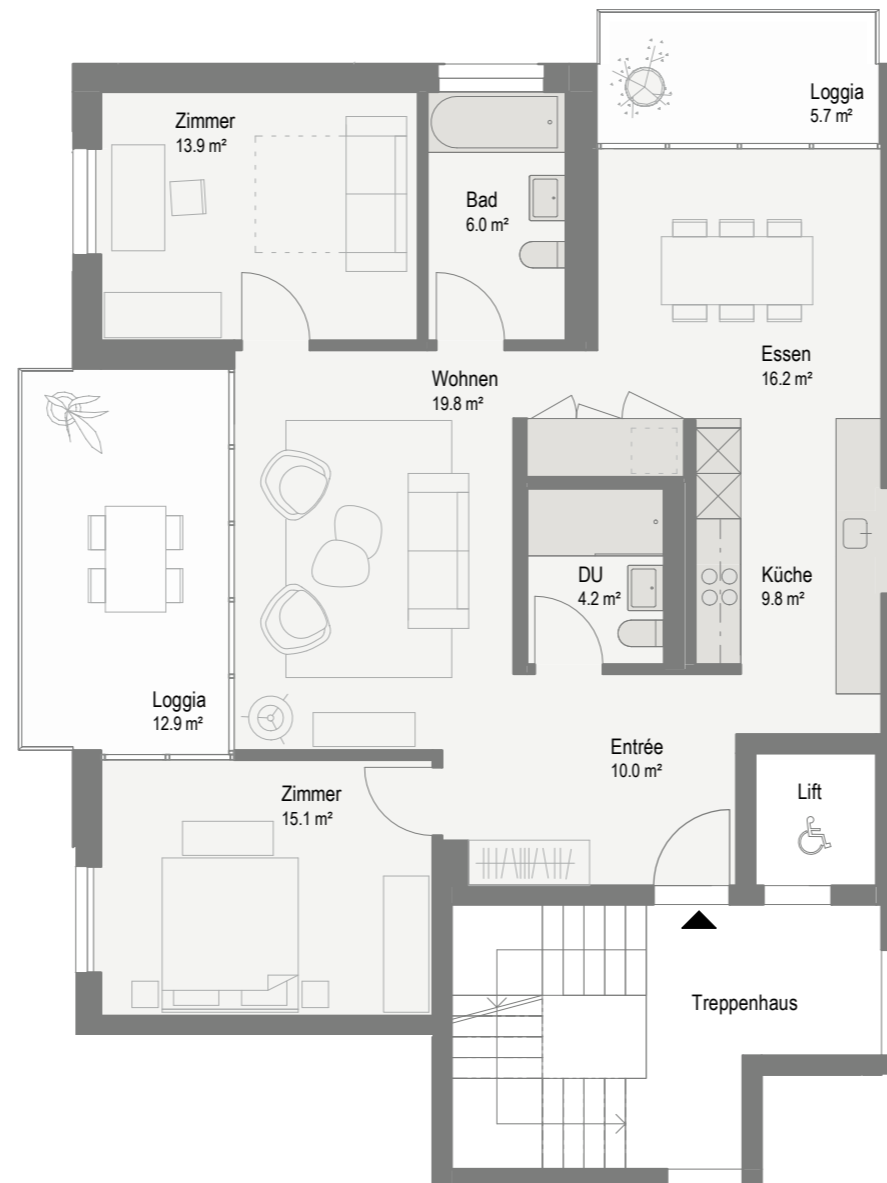 Loggia
5.7 m²
Zimmer
13.9 m²
Bad
6.0 m²
Essen
16.2 m²
Wohnen
19.8 m²
DU
4.2 m²
Küche
9.8 m²
Loggia
12.9 m²
Entrée
10.0 m²
Zimmer
15.1 m²
Lift
Treppenhaus